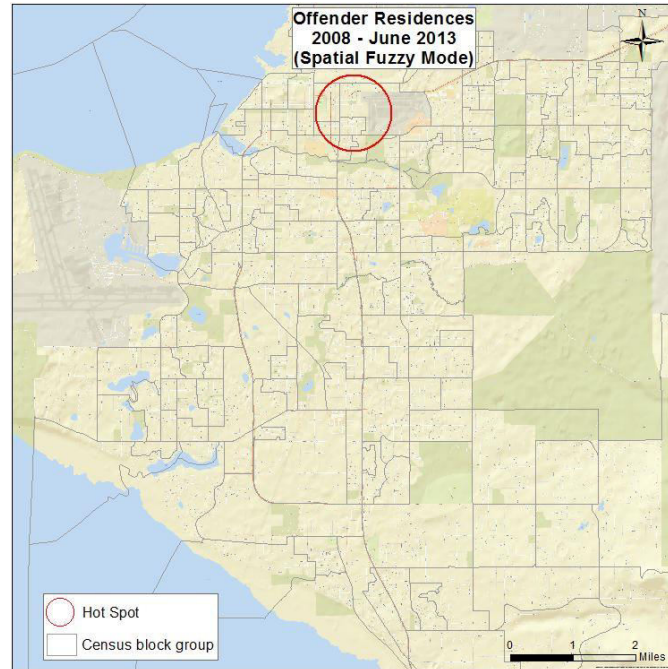 Offender Residences
2008 - June 2013
(Spatial Fuzzy Mode)
N
Hot Spot
Census block group
0 1 2
Miles